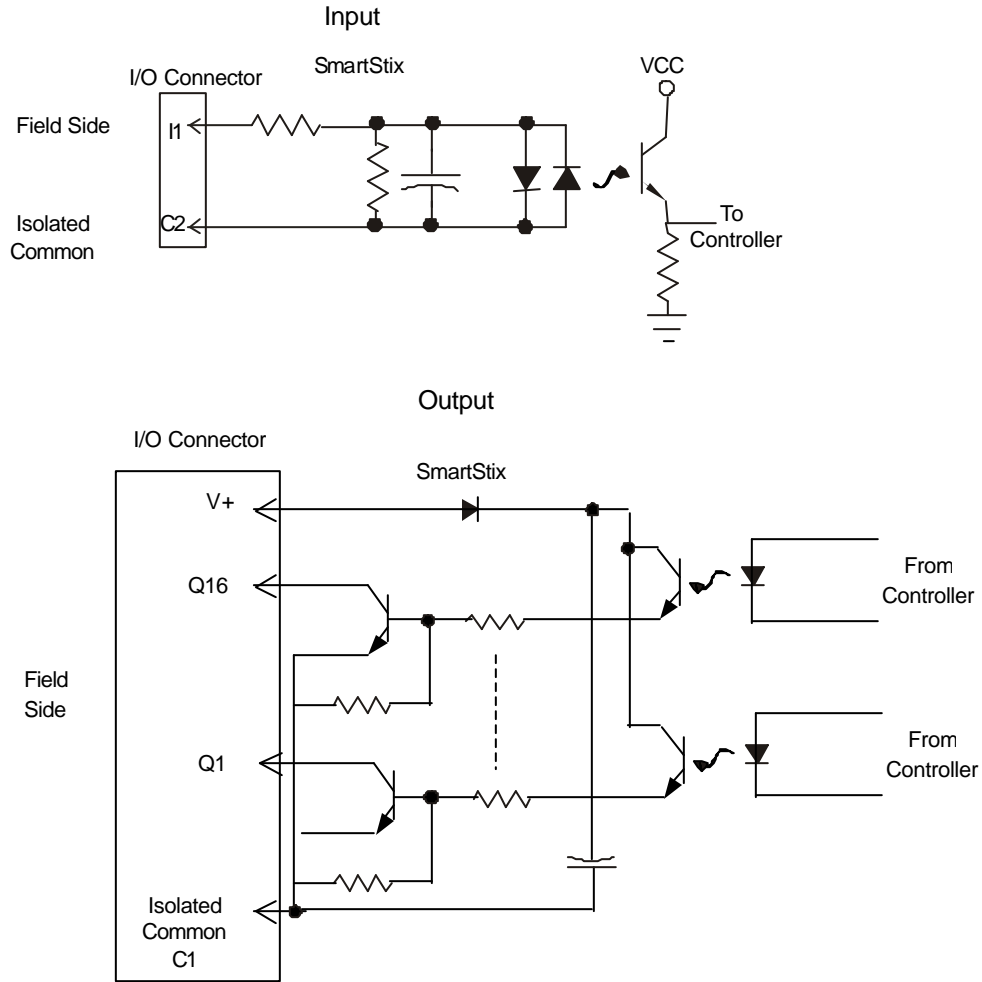 Input
SmartStix
VCC
I/O Connector
Field Side
I1
Isolated
Common
C2
To
Controller
Output
I/O Connector
SmartStix
V+
Q16
From
Controller
Field
Side
Q1
From
Controller
Isolated
Common
C1